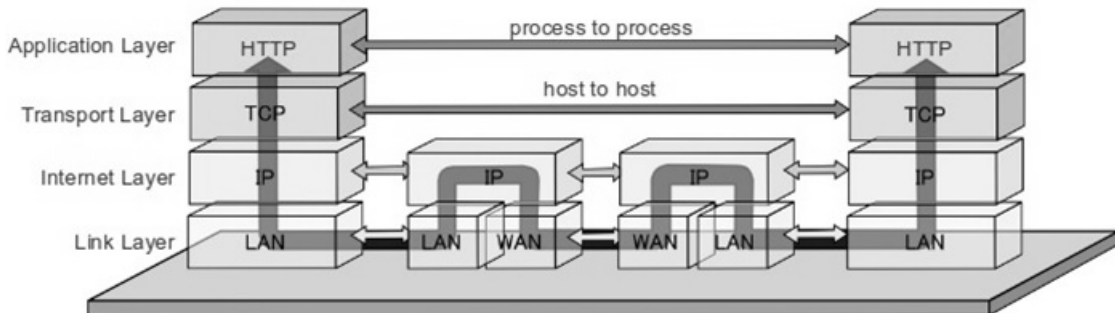 Application Layer HTTP process to process HTTP
Transport Layer TCP host to host TCP
Internet Layer IP IP IP IP
Link Layer LAN LAN WAN WAN LAN LAN